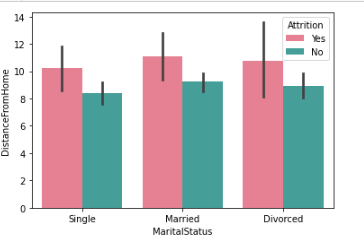 14
12
10
8
6
4
2
0
DistanceFromHome
Attrition
Yes
No
Single Married Divorced
MaritalStatus